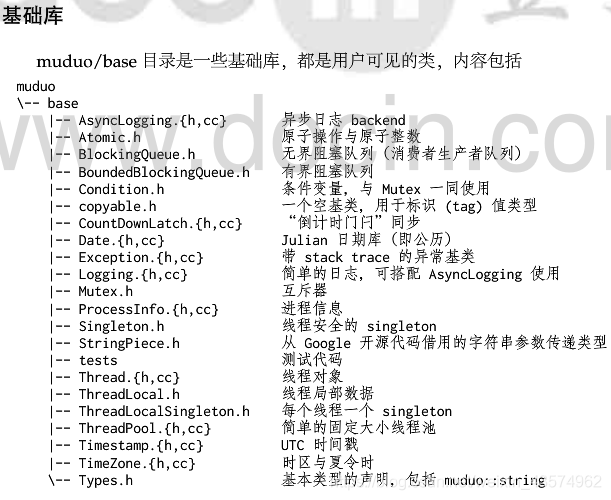 基础库
muduo/base 目录是一些基础库，都是用户可见的类，内容包括
muduo
\-- base
|-- AsyncLogging.{h,cc} 异步日志 backend
|-- Atomic.h 原子操作与原子整数
|-- BlockingQueue.h 无界阻塞队列（消费者生产者队列）
|-- BoundedBlockingQueue.h 有界阻塞队列
|-- Condition.h 条件变量，与 Mutex 一同使用
|-- copyable.h 一个空基类，用于标识 (tag) 值类型
|-- CountDownLatch.{h,cc} “倒计时门闩”同步
|-- Date.{h,cc} Julian 日期库（即公历）
|-- Exception.{h,cc} 带 stack trace 的异常基类
|-- Logging.{h,cc} 简单的日志，可搭配 AsyncLogging 使用
|-- Mutex.h 互斥器
|-- ProcessInfo.{h,cc} 进程信息
|-- Singleton.h 线程安全的 singleton
|-- StringPiece.h 从 Google 开源代码借用的字符串参数传递类型
|-- tests 测试代码
|-- Thread.{h,cc} 线程对象
|-- ThreadLocal.h 线程局部数据
|-- ThreadLocalSingleton.h 每个线程一个 singleton
|-- ThreadPool.{h,cc} 简单的固定大小线程池
|-- Timestamp.{h,cc} UTC 时间戳
|-- TimeZone.{h,cc} 时区与夏令时
\-- Types.h 基本类型的声明，包括 muduo::string